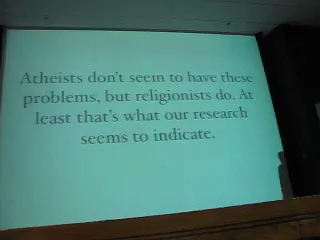 Atheists don't seem to have these
problems, but religionists do. At
least that's what our research
seems to indicate.